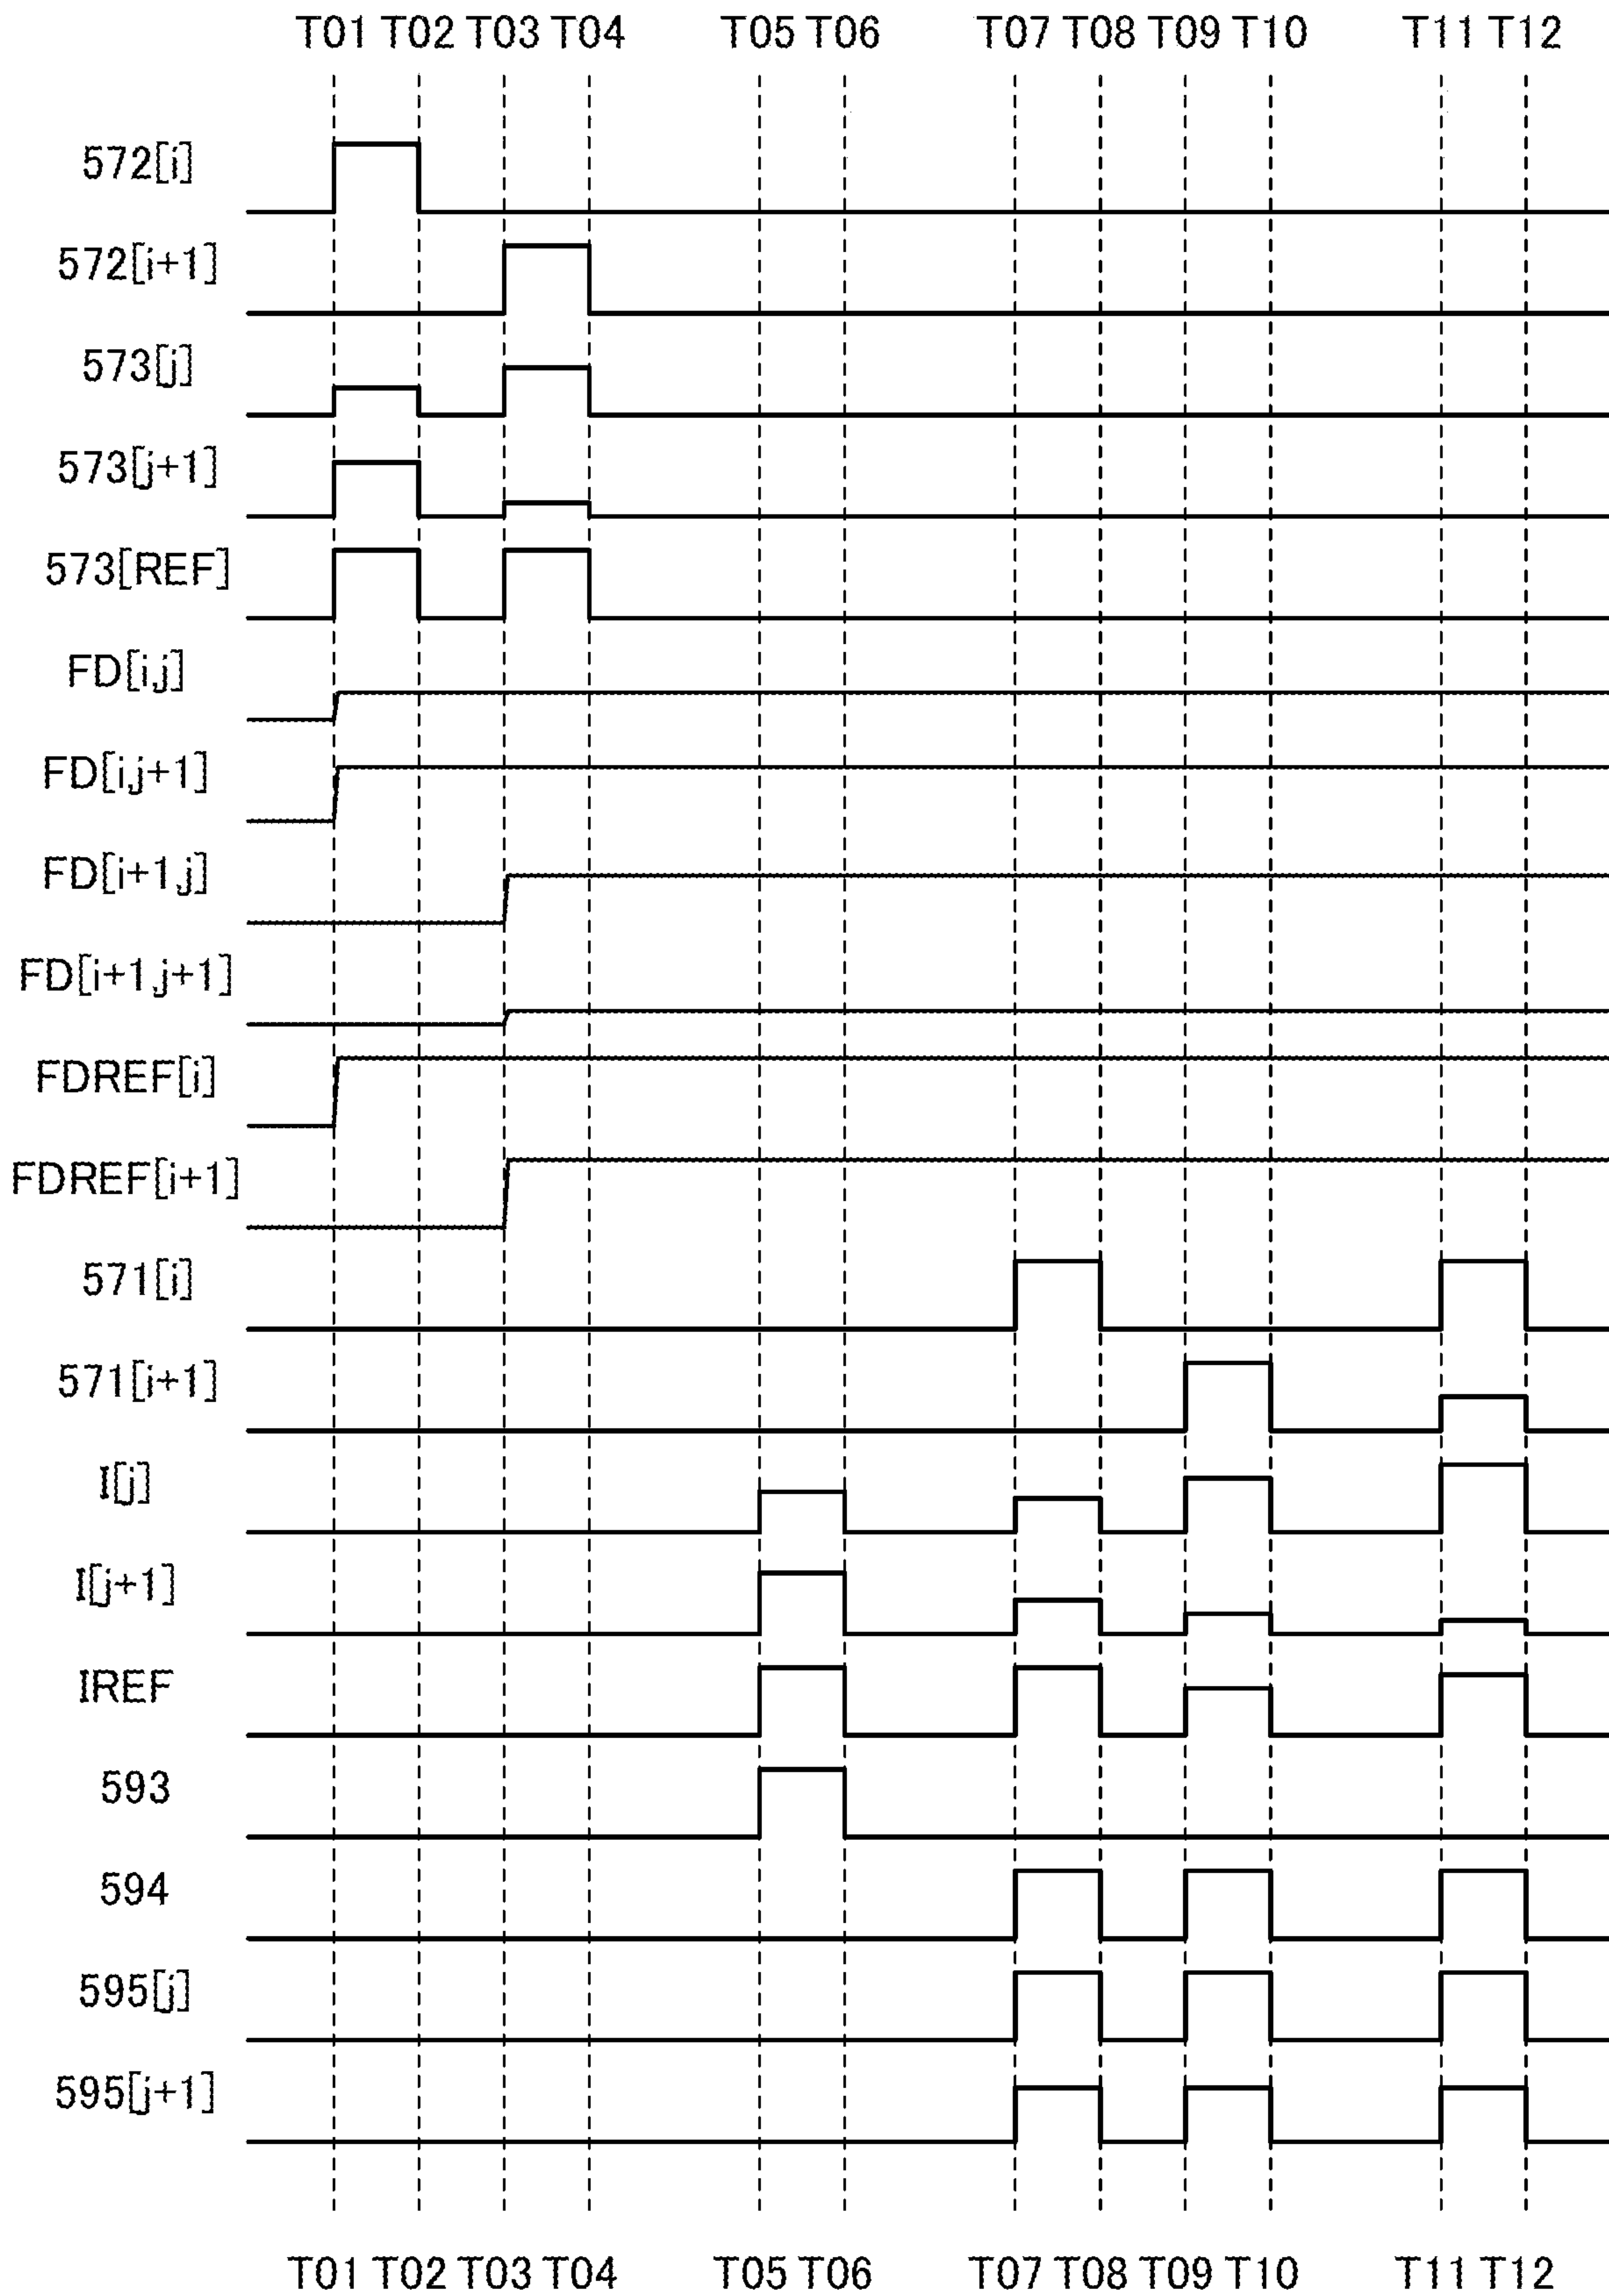 T01 T02 T03 T04 T05 T06 T07 T08 T09 T10 T11 T12
572[i]
572[i+1]
573[j]
573[j+1]
573[REF]
FD[i,j]
FD[i,j+1]
FD[i+1,j]
FD[i+1,j+1]
FDREF[i]
FDREF[i+1]
571[i]
571[i+1]
I[j]
I[j+1]
IREF
593
594
595[j]
595[j+1]
T01 T02 T03 T04 T05 T06 T07 T08 T09 T10 T11 T12